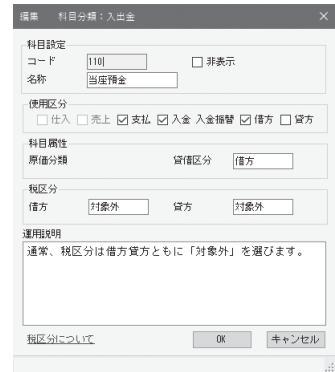 編集 科目分類：入出金
科目設定
コード 110 非表示
名称 当座預金
使用区分
仕入 売上 支払 入金 入金振替 借方 貸方
科目属性
原価分類 貸借区分 借方
税区分
借方 対象外 貸方 対象外
運用説明
通常、税区分は借方貸方ともに「対象外」を選びます。
税区分について OK キャンセル